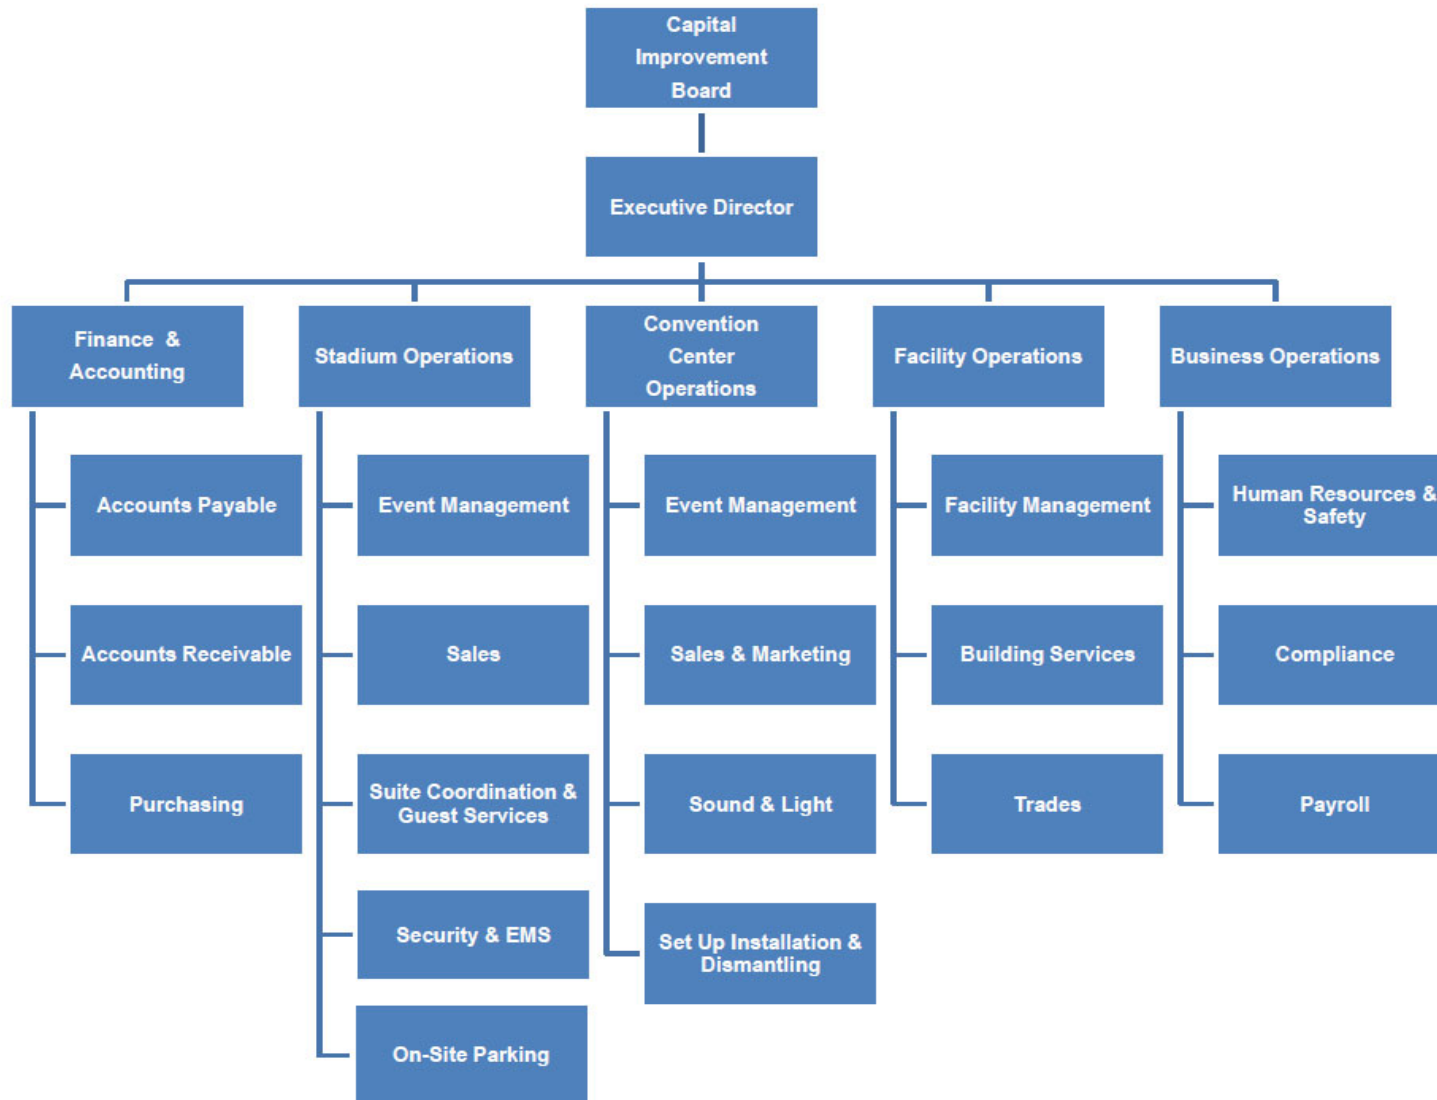 Capital
Improvement
Board
Executive Director
Finance & 
Accounting
Stadium Operations
Convention
Center
Operations
Facility Operations
Business Operations
Accounts Payable
Event Management
Event Management
Facility Management
Human Resources &
Safety
Accounts Receivable
Sales
Sales & Marketing
Building Services
Compliance
Purchasing
Suite Coordination &
Guest Services
Sound & Light
Trades
Payroll
Security & EMS
Set Up Installation &
Dismantling
On-Site Parking